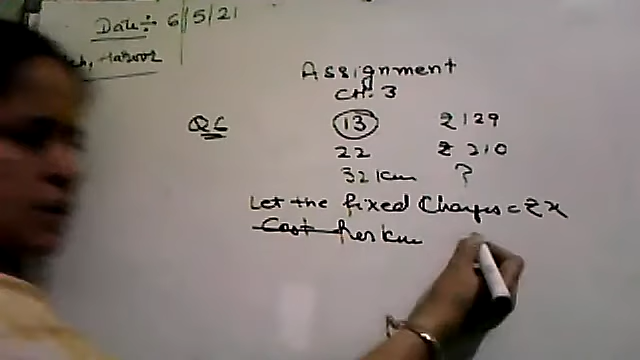 Date÷ 6/5/21
Assignment
CH. 3
Q6 13 ₹129
22 ₹ 210
32 km ?
Let the fixed Charges = ₹ x
Cost Per km